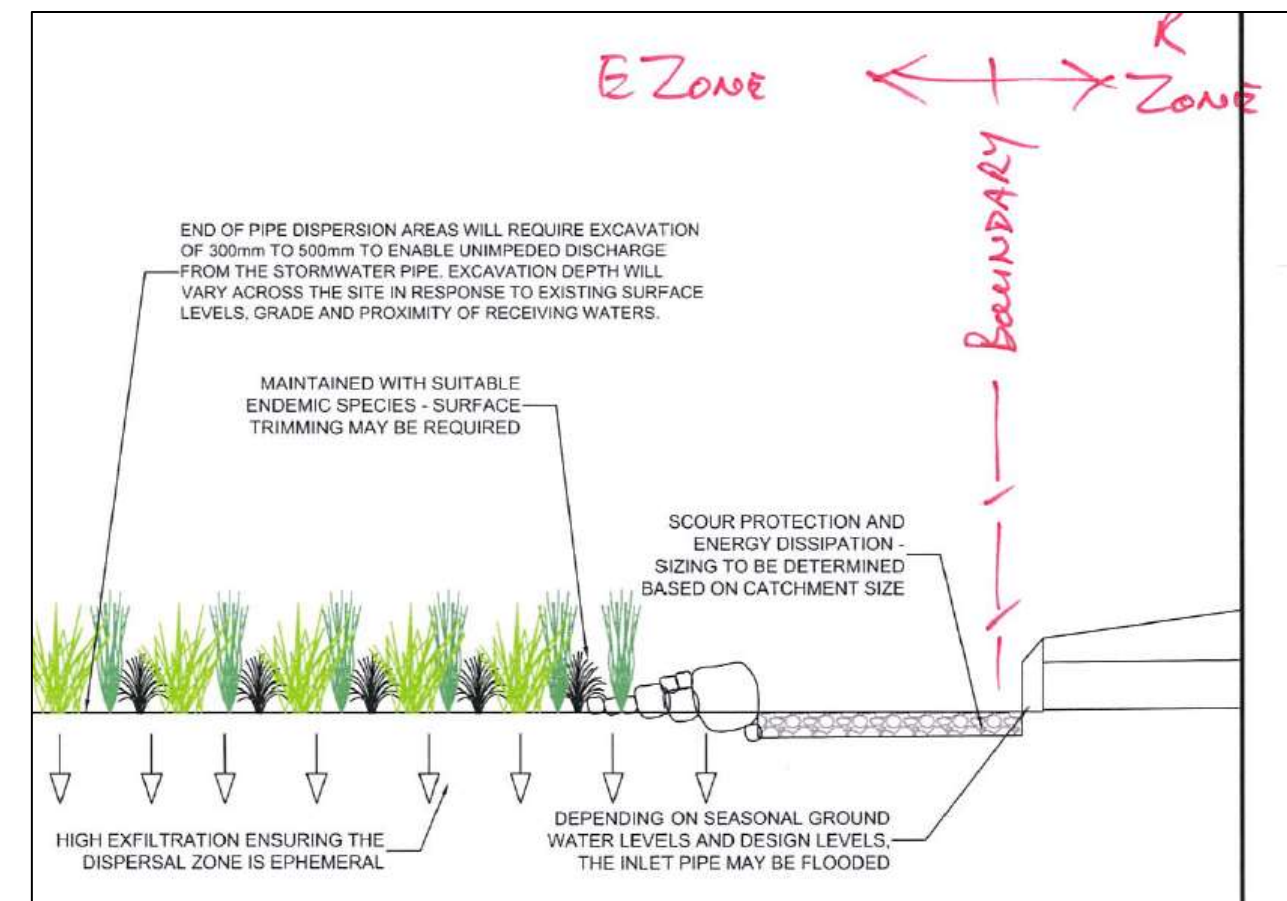 R
E ZONE
ZONE
BOUNDARY
END OF PIPE DISPERSION AREAS WILL REQUIRE EXCAVATION
OF 300mm TO 500mm TO ENABLE UNIMPEDED DISCHARGE
FROM THE STORMWATER PIPE. EXCAVATION DEPTH WILL
VARY ACROSS THE SITE IN RESPONSE TO EXISTING SURFACE
LEVELS, GRADE AND PROXIMITY OF RECEIVING WATERS.
MAINTAINED WITH SUITABLE
ENDEMIC SPECIES - SURFACE
TRIMMING MAY BE REQUIRED
SCOUR PROTECTION AND
ENERGY DISSIPATION -
SIZING TO BE DETERMINED
BASED ON CATCHMENT SIZE
HIGH EXFILTRATION ENSURING THE
DISPERSAL ZONE IS EPHEMERAL
DEPENDING ON SEASONAL GROUND
WATER LEVELS AND DESIGN LEVELS,
THE INLET PIPE MAY BE FLOODED